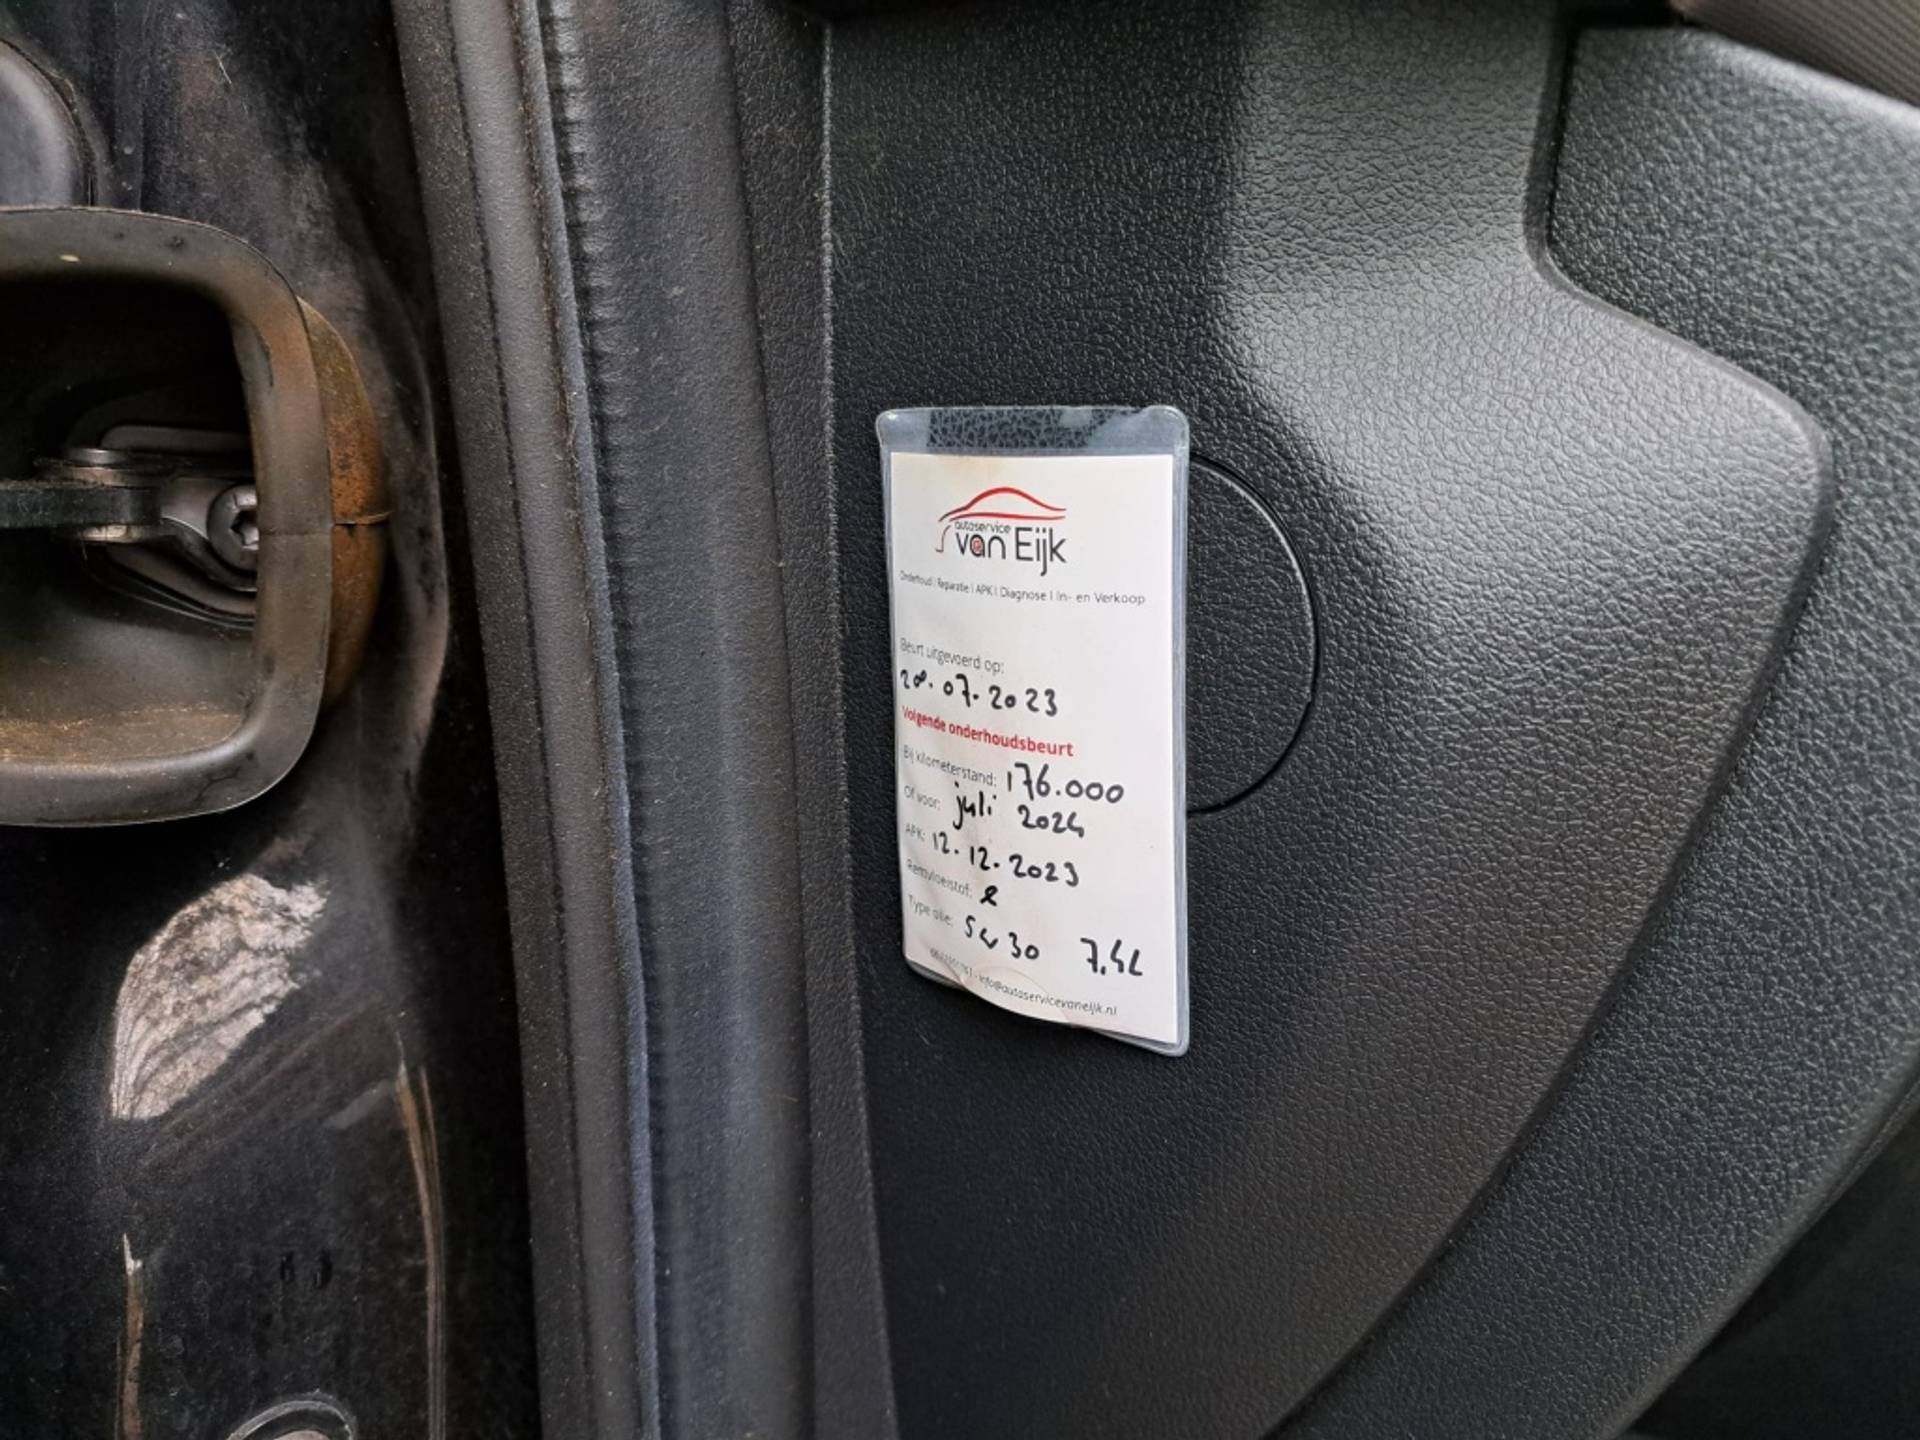 autoservice
van Eijk
Onderhoud I Reparatie I APK I Diagnose I In- en Verkoop
Beurt uitgevoerd op:
28.07.2023
Volgende onderhoudsbeurt
Bij kilometerstand: 176.000
Of voor: juli 2024
APK: 12.12.2023
Remvloeistof:
Type olie: 5w30 7,4L
info@autoservicevaneijk.nl